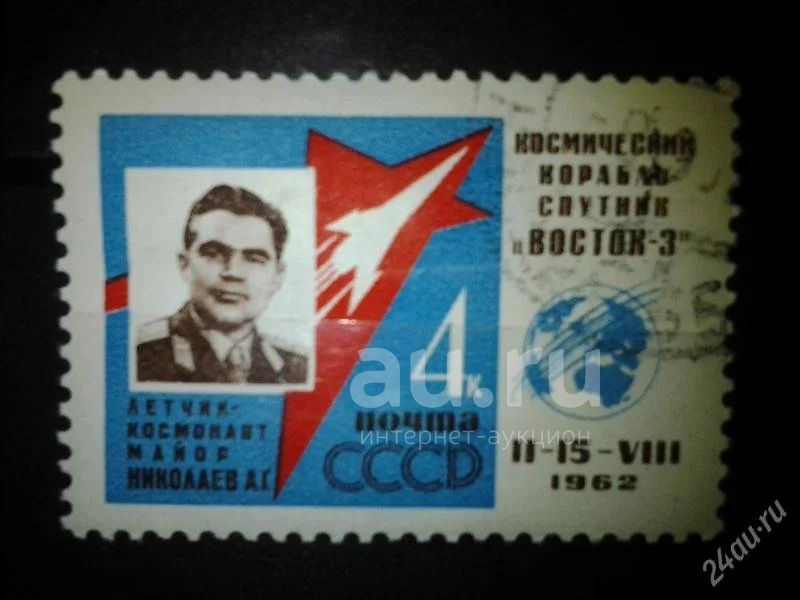 КОСМИЧЕСКИЙ
КОРАБЛЬ
СПУТНИК
„ВОСТОК-3"
4к.
ПОЧТА
СССР
ЛЕТЧИК-
КОСМОНАВТ
МАЙОР
НИКОЛАЕВ А.Г.
11-15-VIII
1962
au.ru
интернет-аукцион
24au.ru